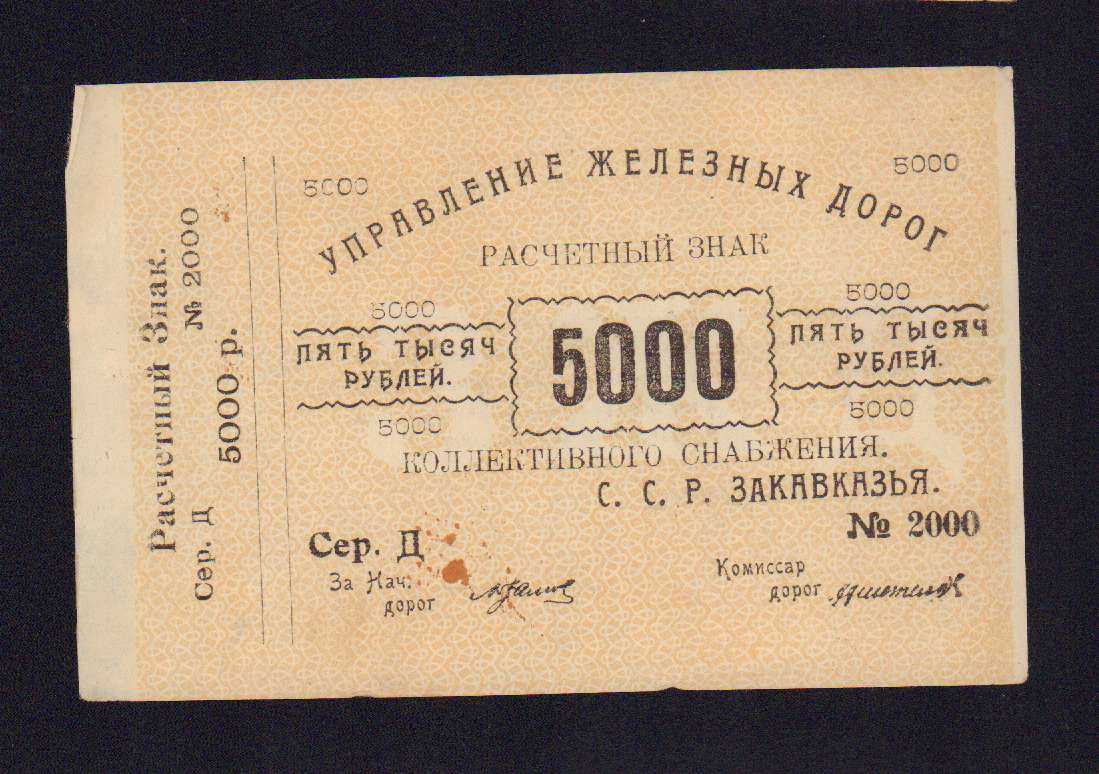 Расчетный Знак.
Сер. Д № 2000
5000 р.
5000
5000
УПРАВЛЕНИЕ ЖЕЛЕЗНЫХ ДОРОГ
РАСЧЕТНЫЙ ЗНАК
5000
5000
ПЯТЬ ТЫСЯЧ
РУБЛЕЙ.
5000
ПЯТЬ ТЫСЯЧ
РУБЛЕЙ.
5000
5000
КОЛЛЕКТИВНОГО СНАБЖЕНИЯ.
С. С. Р. ЗАКАВКАЗЬЯ.
№ 2000
Сер. Д
За Нач.
дорог
Комиссар
дорог